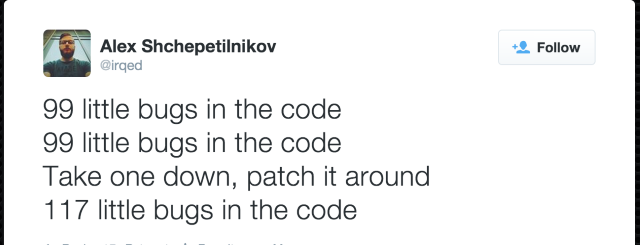 Alex Shchepetilnikov
@irqed
Follow
99 little bugs in the code
99 little bugs in the code
Take one down, patch it around
117 little bugs in the code